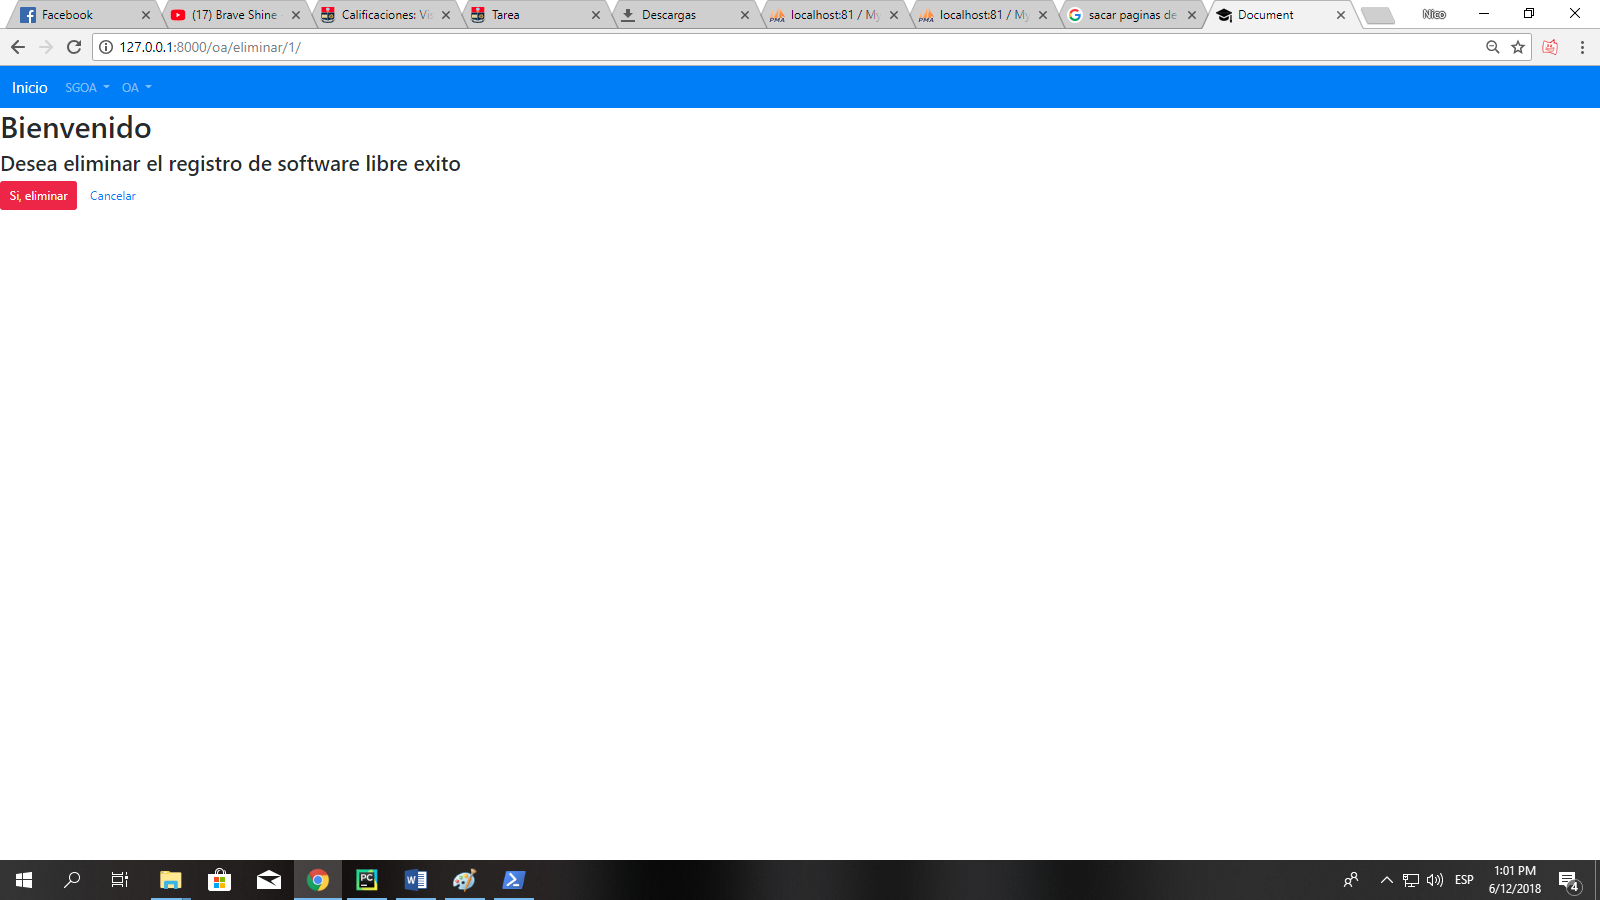 Facebook
(17) Brave Shine -
Calificaciones: Vis
Tarea
Descargas
localhost:81 / My
localhost:81 / My
sacar paginas de
Document
Nico
127.0.0.1:8000/oa/eliminar/1/
Inicio SGOA OA
Bienvenido
Desea eliminar el registro de software libre exito
Si, eliminar Cancelar
ESP
1:01 PM
6/12/2018
4